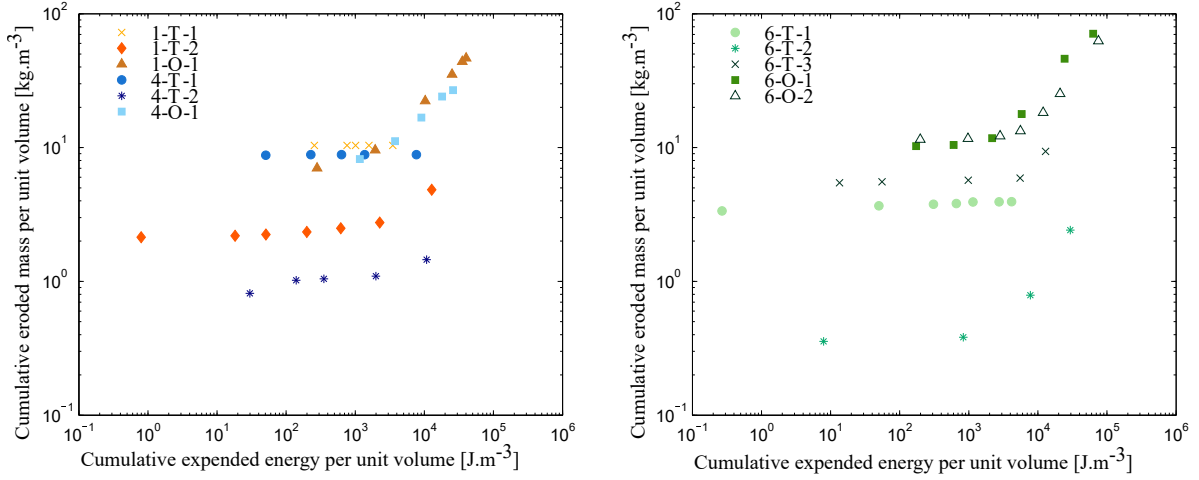 Cumulative eroded mass per unit volume [kg.m⁻³]
10²
10¹
10⁰
10⁻¹
1-T-1
1-T-2
1-O-1
4-T-1
4-T-2
4-O-1
10⁻¹ 10⁰ 10¹ 10² 10³ 10⁴ 10⁵ 10⁶
Cumulative expended energy per unit volume [J.m⁻³]
Cumulative eroded mass per unit volume [kg.m⁻³]
10²
10¹
10⁰
10⁻¹
6-T-1
6-T-2
6-T-3
6-O-1
6-O-2
10⁻¹ 10⁰ 10¹ 10² 10³ 10⁴ 10⁵ 10⁶
Cumulative expended energy per unit volume [J.m⁻³]